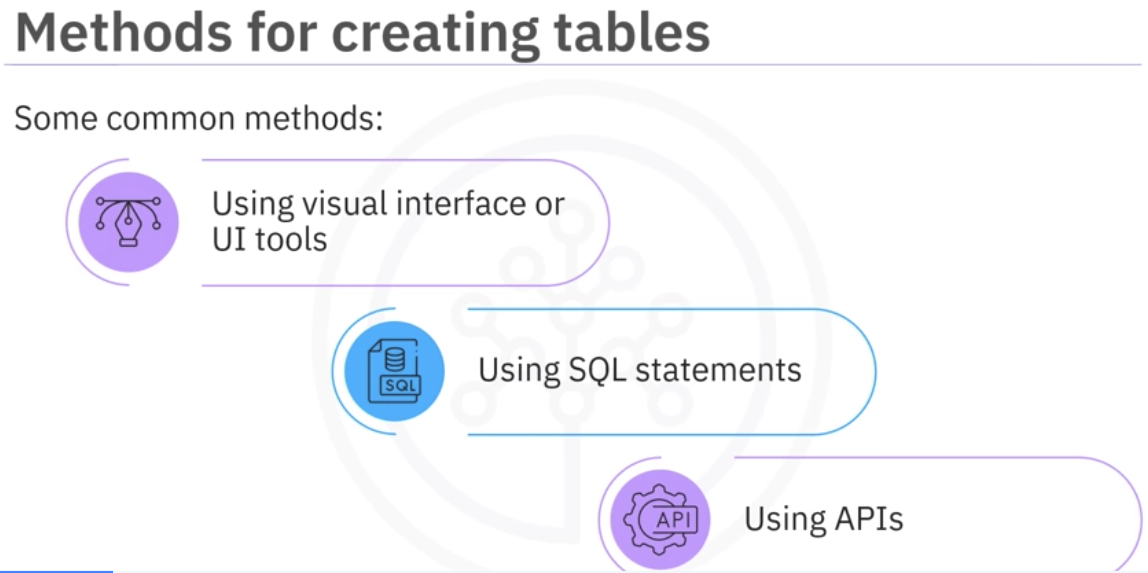 Methods for creating tables
Some common methods:
Using visual interface or
UI tools
SQL
Using SQL statements
API
Using APIs